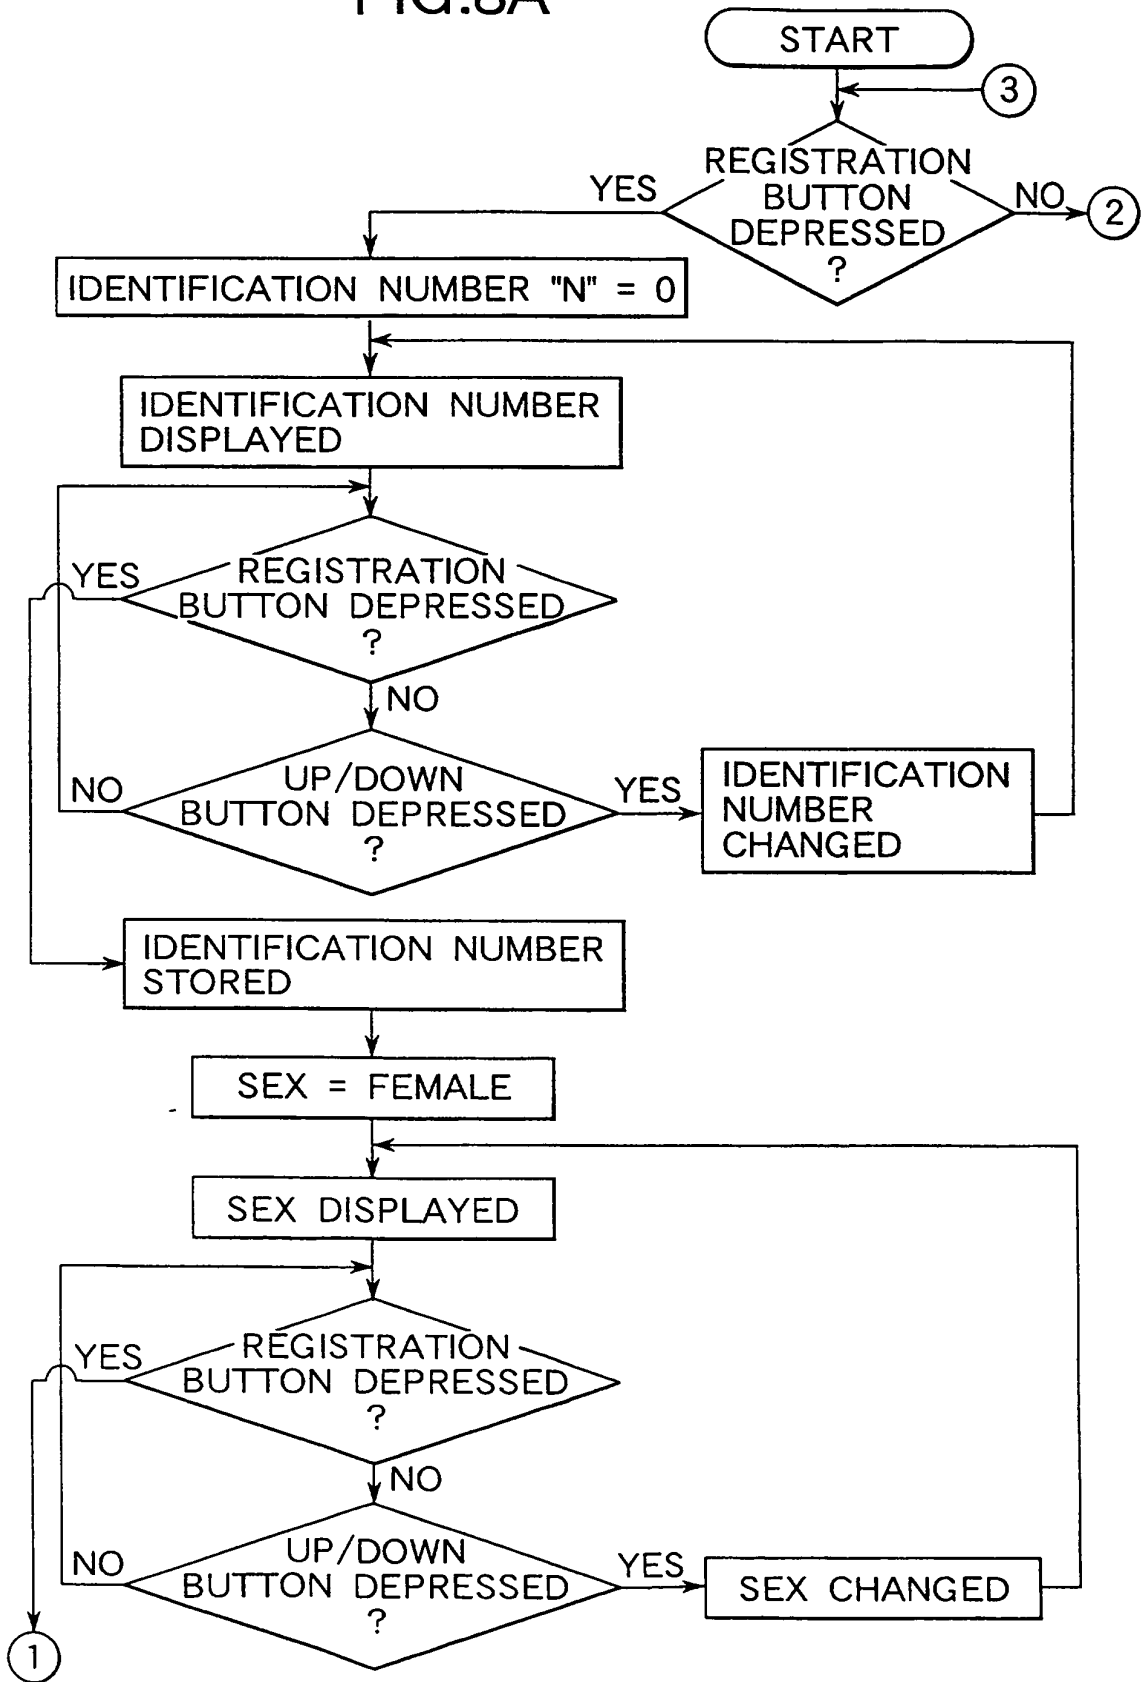 FIG.8A
START
3
REGISTRATION
BUTTON
DEPRESSED
?
YES
NO
2
IDENTIFICATION NUMBER "N" = 0
IDENTIFICATION NUMBER
DISPLAYED
YES
REGISTRATION
BUTTON DEPRESSED
?
NO
UP/DOWN
BUTTON DEPRESSED
?
NO
YES
IDENTIFICATION
NUMBER
CHANGED
IDENTIFICATION NUMBER
STORED
SEX = FEMALE
SEX DISPLAYED
YES
REGISTRATION
BUTTON DEPRESSED
?
NO
UP/DOWN
BUTTON DEPRESSED
?
NO
YES
SEX CHANGED
1